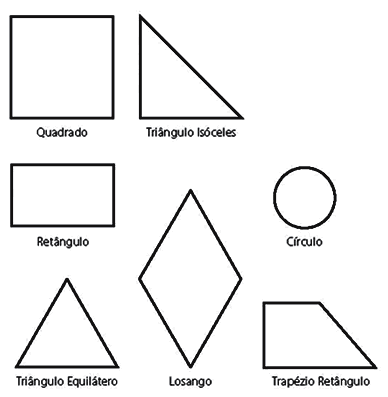 Quadrado
Triângulo Isóceles
Retângulo
Círculo
Triângulo Equilátero
Losango
Trapézio Retângulo